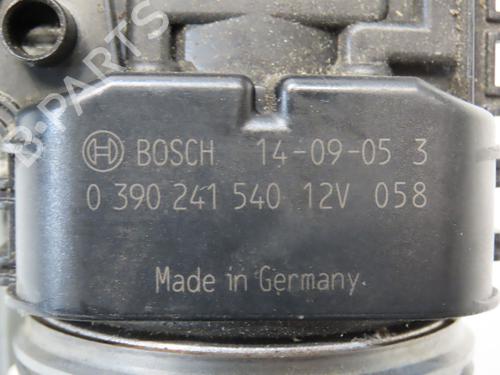 BOSCH 14-09-05 3
0 390 241 540 12V 058
Made in Germany
B-PARTS